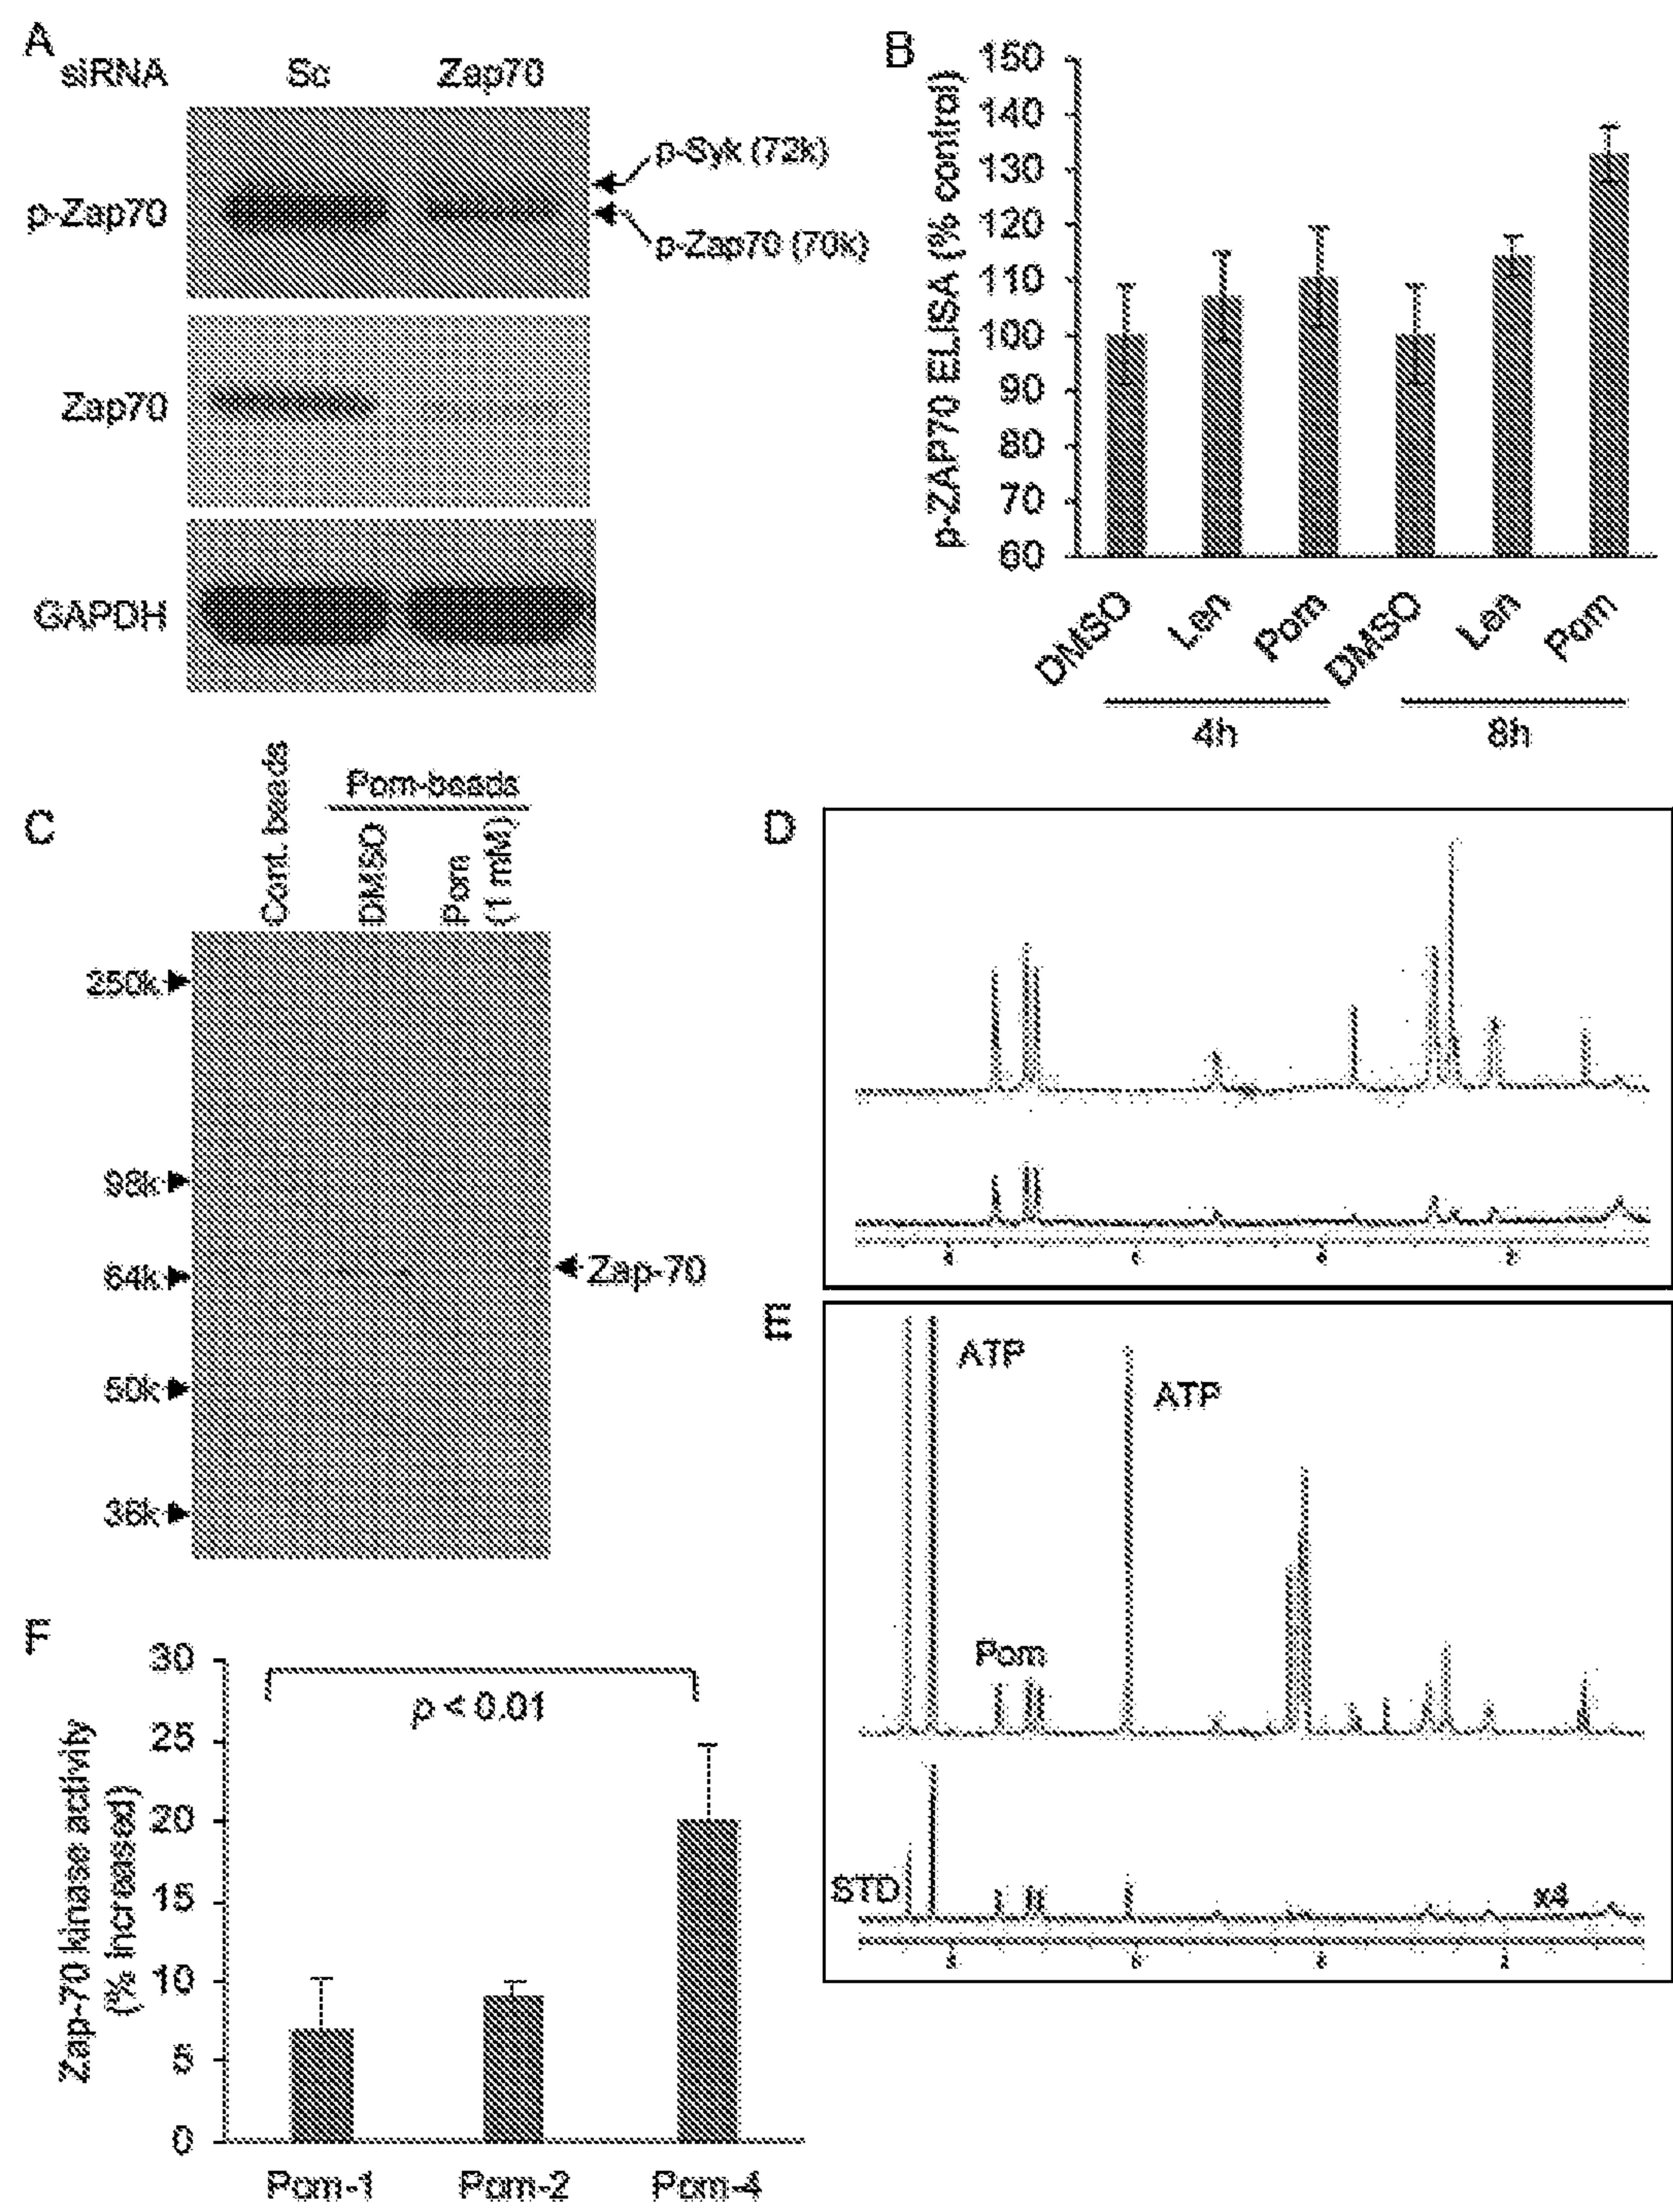 A
siRNA Sc Zap70
p-Zap70
p-Syk (72k)
p-Zap70 (70k)
Zap70
GAPDH
B
p-ZAP70 ELISA (% control)
150
140
130
120
110
100
90
80
70
60
DMSO Len Pom DMSO Len Pom
4h 8h
C
Cont. beads
Pom-beads
DMSO
Pom
(1 mM)
250k
98k
64k
50k
36k
Zap-70
D
E
ATP
ATP
Pom
STD
x4
F
Zap-70 kinase activity
(% increased)
30
25
20
15
10
5
0
p < 0.01
Pom-1 Pom-2 Pom-4